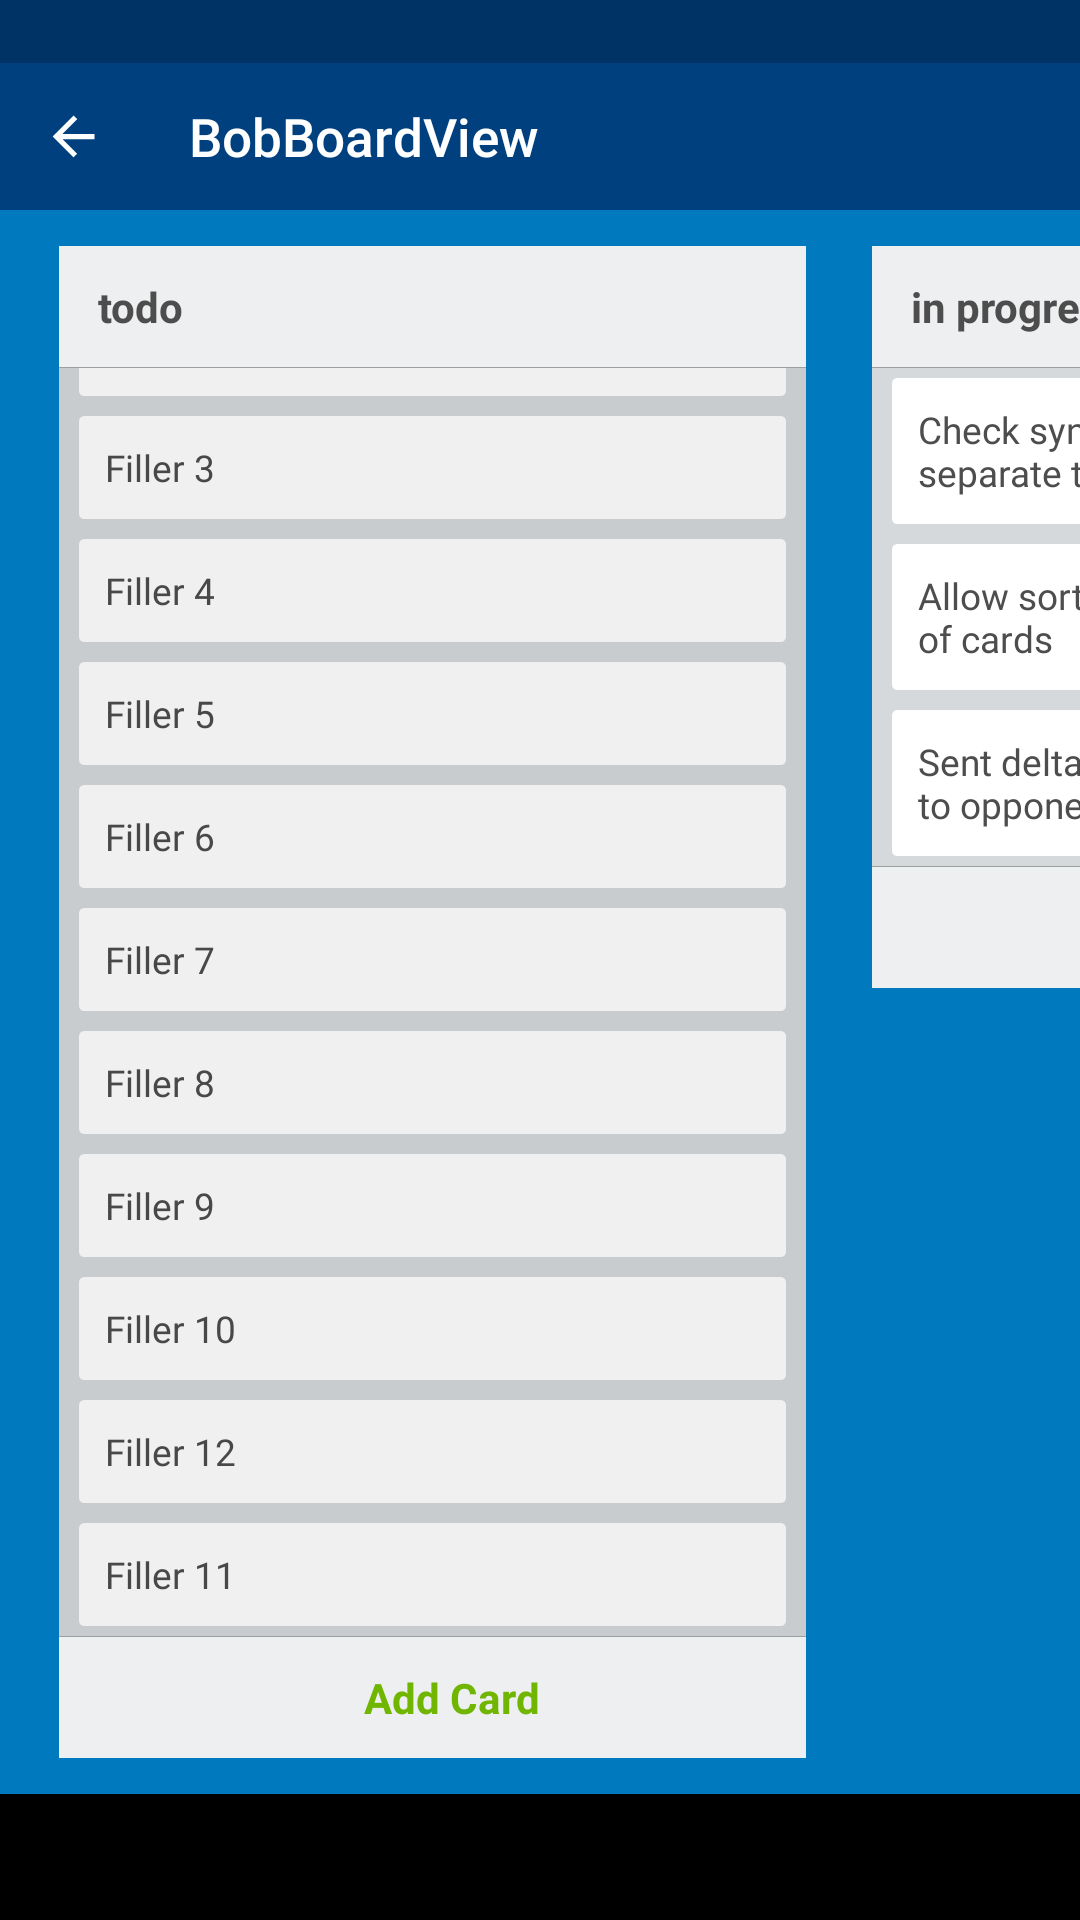 BobBoardView
todo
Filler 3
Filler 4
Filler 5
Filler 6
Filler 7
Filler 8
Filler 9
Filler 10
Filler 12
Filler 11
Add Card
in progre
Check syn
separate t
Allow sort
of cards
Sent delta
to oppone